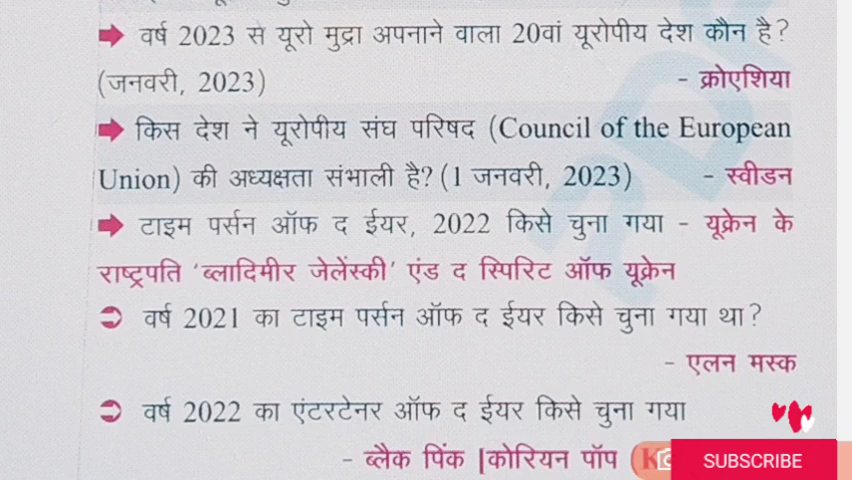 ➡ वर्ष 2023 से यूरो मुद्रा अपनाने वाला 20वां यूरोपीय देश कौन है?
(जनवरी, 2023) - क्रोएशिया
➡ किस देश ने यूरोपीय संघ परिषद (Council of the European
Union) की अध्यक्षता संभाली है? (1 जनवरी, 2023) - स्वीडन
➡ टाइम पर्सन ऑफ द ईयर, 2022 किसे चुना गया - यूक्रेन के
राष्ट्रपति ‘ब्लादिमीर जेलेंस्की’ एंड द स्पिरिट ऑफ यूक्रेन
➲ वर्ष 2021 का टाइम पर्सन ऑफ द ईयर किसे चुना गया था?
- एलन मस्क
➲ वर्ष 2022 का एंटरटेनर ऑफ द ईयर किसे चुना गया
- ब्लैक पिंक [कोरियन पॉप (K
SUBSCRIBE